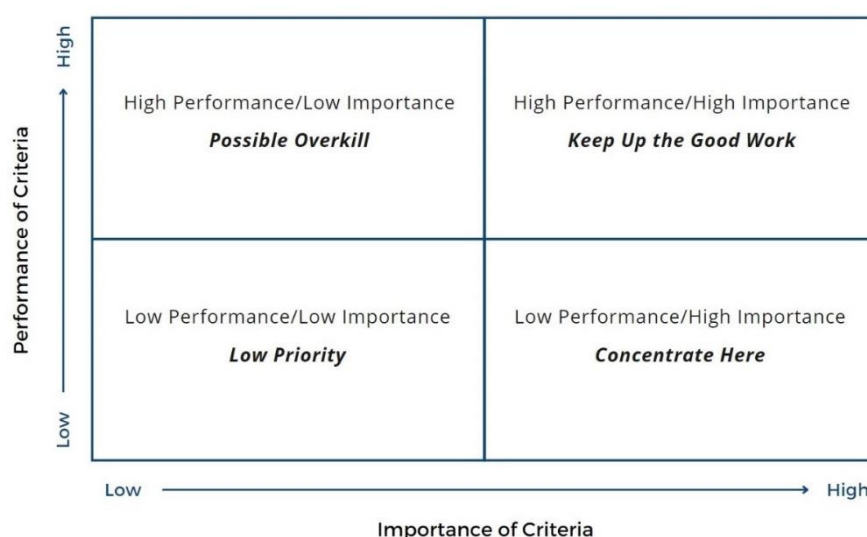 High
High Performance/Low Importance
Possible Overkill
High Performance/High Importance
Keep Up the Good Work
Performance of Criteria
Low Performance/Low Importance
Low Priority
Low Performance/High Importance
Concentrate Here
Low
Low
High
Importance of Criteria